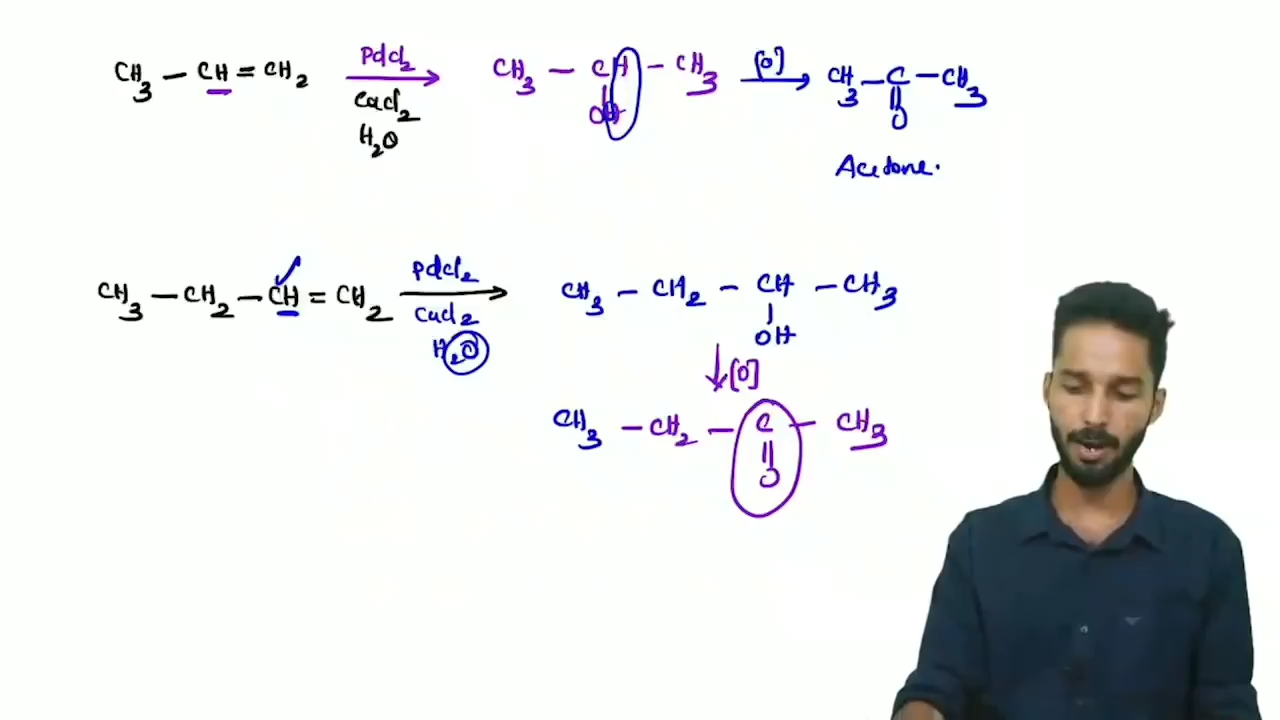 CH3 — CH = CH2 PdCl2 CH3 — CH — CH3 [O] CH3 — C — CH3
CuCl2 OH O
H2O
Acetone.
CH3 — CH2 — CH = CH2 PdCl2 CH3 — CH2 — CH — CH3
CuCl2 OH
H2O
[O]
CH3 — CH2 — C — CH3
O